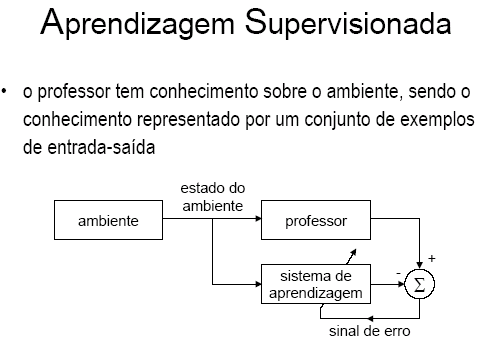 Aprendizagem Supervisionada
• o professor tem conhecimento sobre o ambiente, sendo o
conhecimento representado por um conjunto de exemplos
de entrada-saída
estado do
ambiente
ambiente
professor
+
sistema de
aprendizagem
-
Σ
sinal de erro